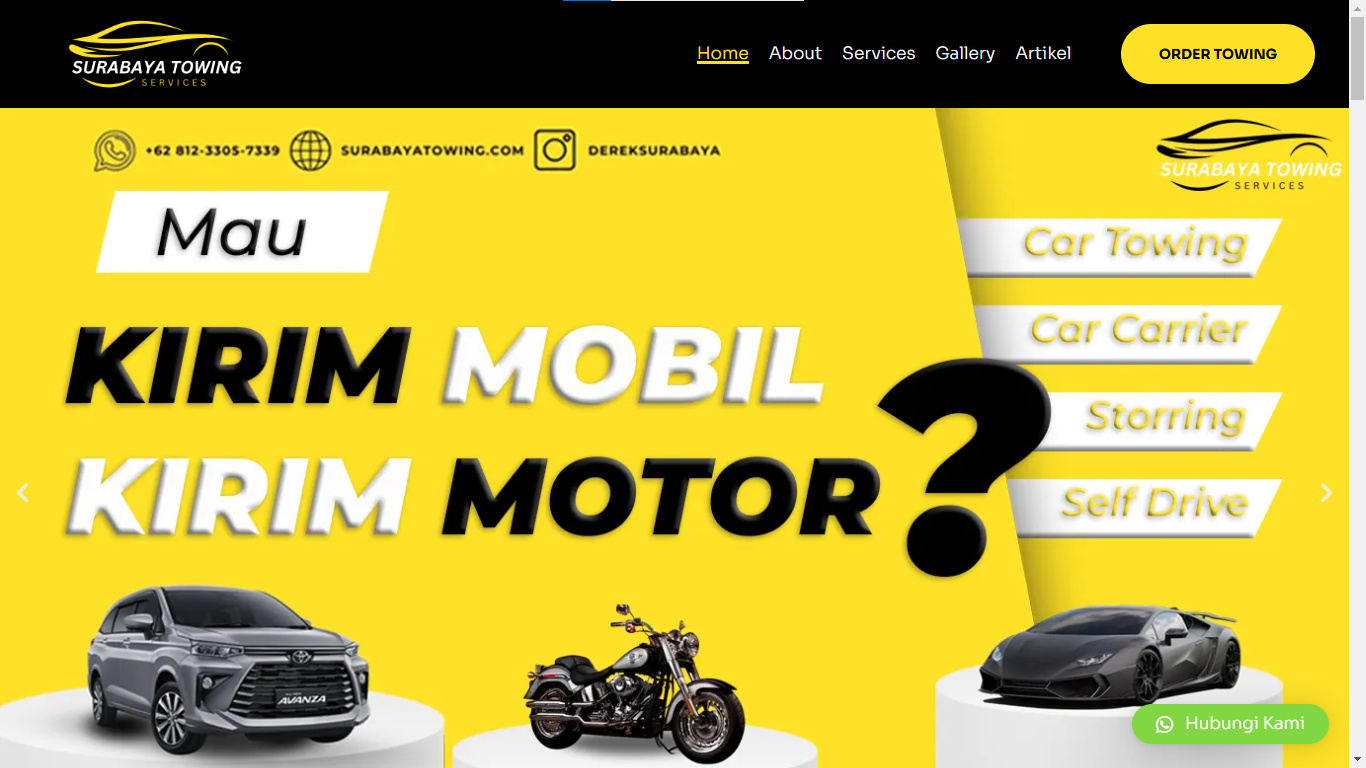 SURABAYA TOWING
SERVICES
Home About Services Gallery Artikel ORDER TOWING
+62 812-3305-7339 SURABAYATOWING.COM DEREKSURABAYA
SURABAYA TOWING
SERVICES
Mau
KIRIM MOBIL
KIRIM MOTOR?
Car Towing
Car Carrier
Storring
Self Drive
AVANZA
Hubungi Kami